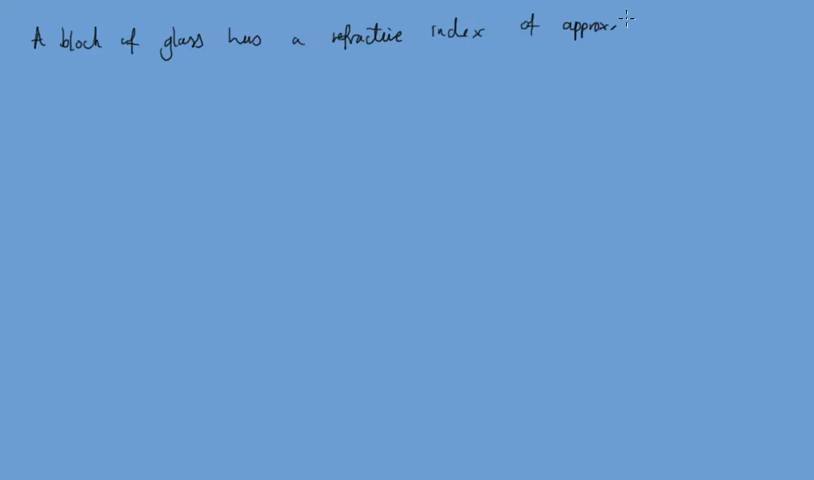 A block of glass has a refractive index of approx.